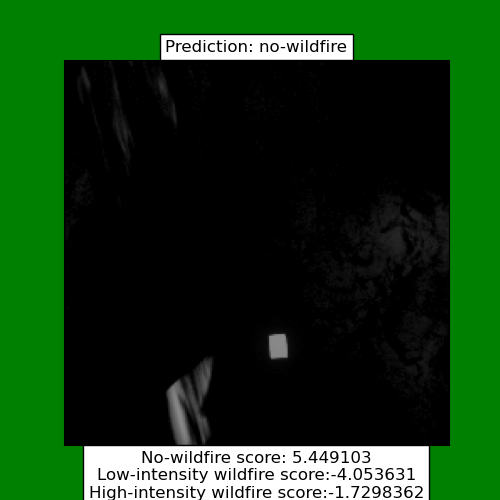 Prediction: no-wildfire
No-wildfire score: 5.449103
Low-intensity wildfire score:-4.053631
High-intensity wildfire score:-1.7298362